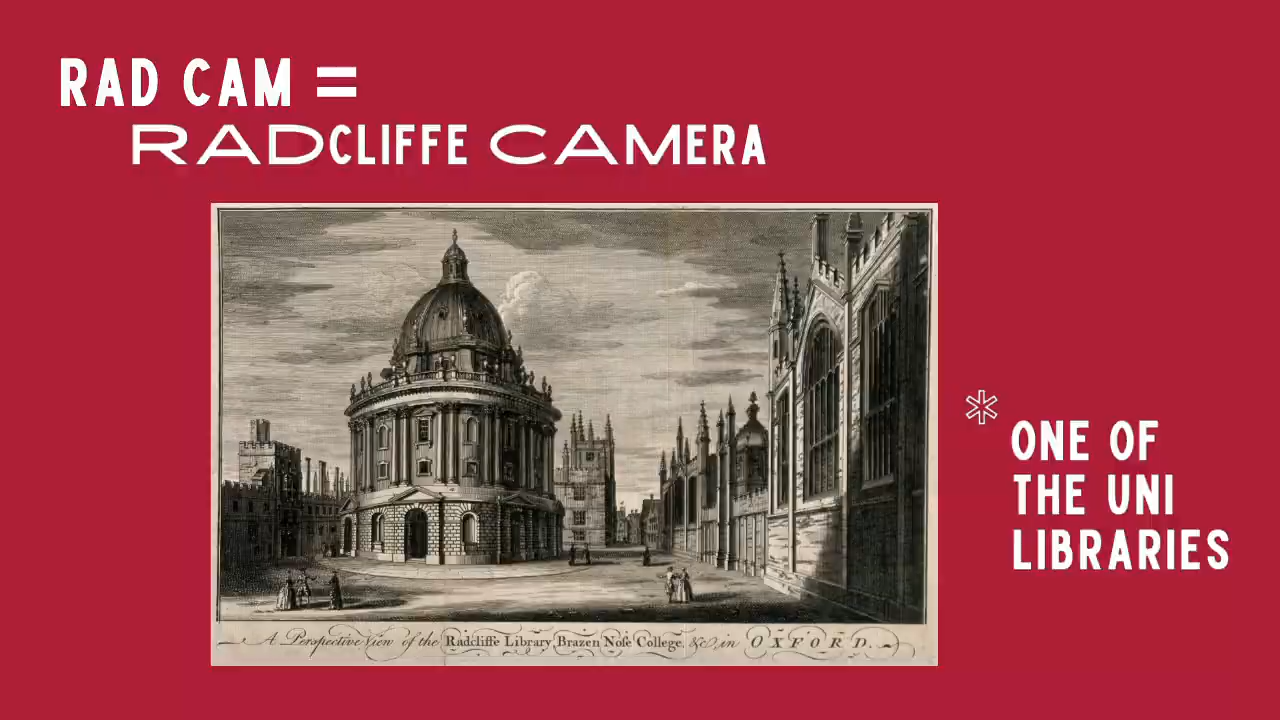 RAD CAM =
RADCLIFFE CAMERA
* ONE OF
THE UNI
LIBRARIES
A Perspective View of the Radcliffe Library, Brazen Nose College, &c. in OXFORD.